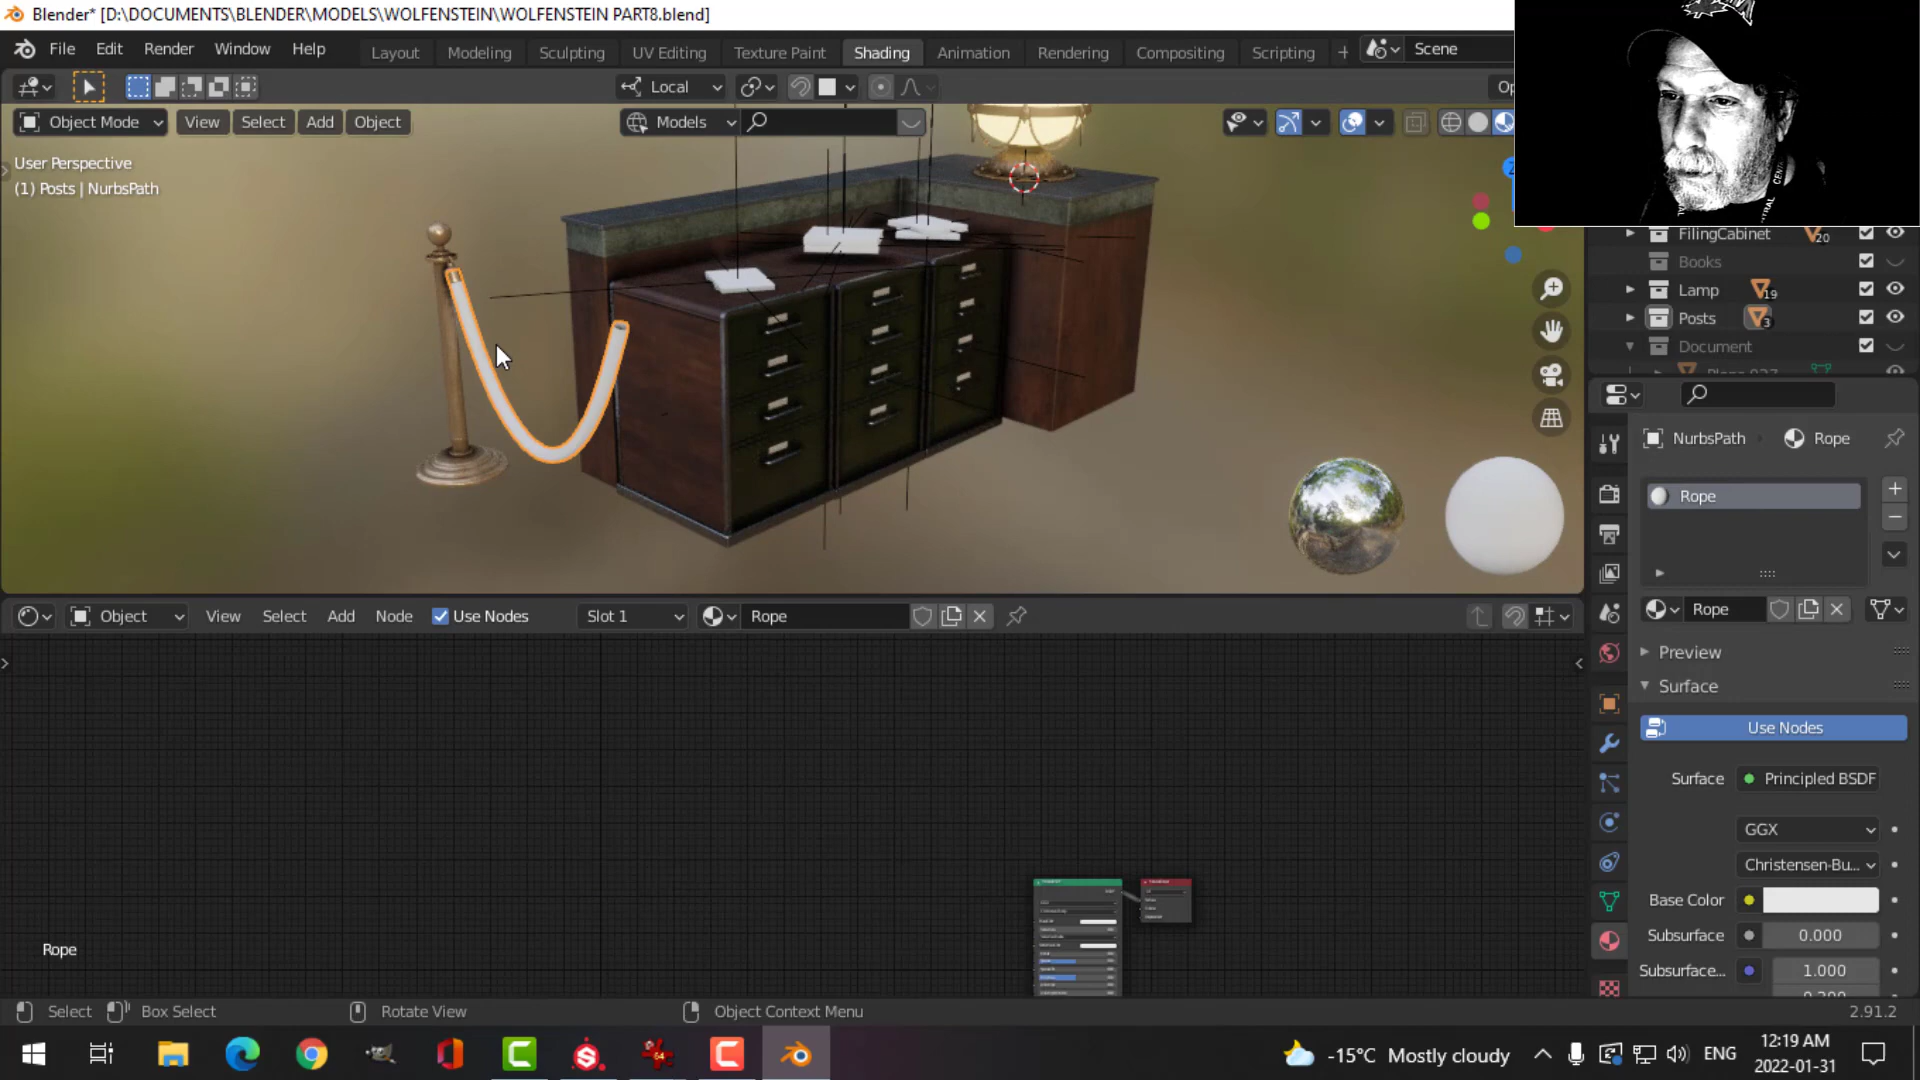 Blender* [D:\DOCUMENTS\BLENDER\MODELS\WOLFENSTEIN\WOLFENSTEIN PART8.blend]
File Edit Render Window Help Layout Modeling Sculpting UV Editing Texture Paint Shading Animation Rendering Compositing Scripting + Scene
Local Op
Object Mode View Select Add Object Models
User Perspective
(1) Posts | NurbsPath
FilingCabinet 20
Books
Lamp 19
Posts 3
Document
NurbsPath Rope
Rope
Object View Select Add Node Use Nodes Slot 1 Rope
Rope
Preview
Surface
Use Nodes
Surface Principled BSDF
GGX
Christensen-Bu...
Base Color
Subsurface 0.000
Subsurface... 1.000
Rope
Select Box Select Rotate View Object Context Menu 2.91.2
-15°C Mostly cloudy ENG 12:19 AM
2022-01-31